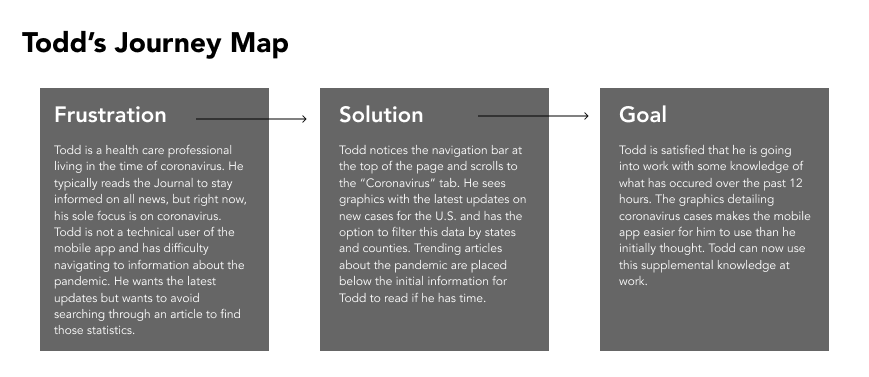 Todd's Journey Map
Frustration
Todd is a health care professional
living in the time of coronavirus. He
typically reads the Journal to stay
informed on all news, but right now,
his sole focus is on coronavirus.
Todd is not a technical user of the
mobile app and has difficulty
navigating to information about the
pandemic. He wants the latest
updates but wants to avoid
searching through an article to find
those statistics.
Solution
Todd notices the navigation bar at
the top of the page and scrolls to
the “Coronavirus” tab. He sees
graphics with the latest updates on
new cases for the U.S. and has the
option to filter this data by states
and counties. Trending articles
about the pandemic are placed
below the initial information for
Todd to read if he has time.
Goal
Todd is satisfied that he is going
into work with some knowledge of
what has occured over the past 12
hours. The graphics detailing
coronavirus cases makes the mobile
app easier for him to use than he
initially thought. Todd can now use
this supplemental knowledge at
work.